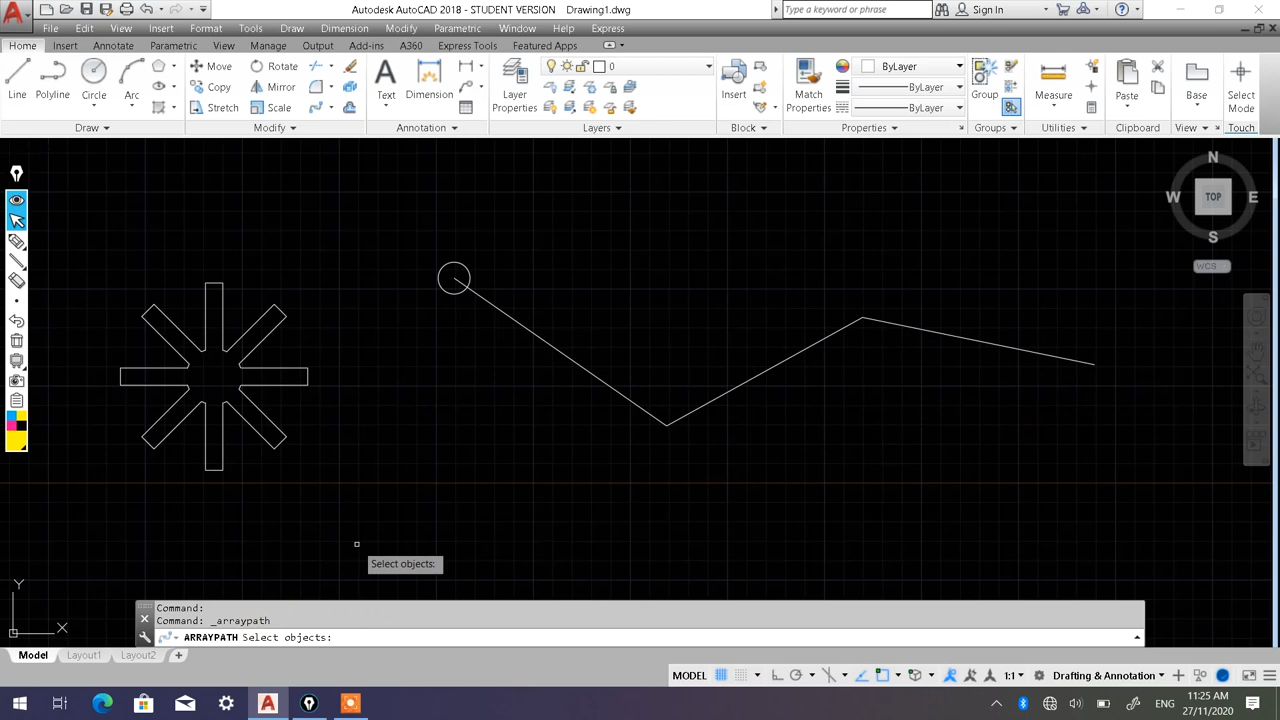 Autodesk AutoCAD 2018 - STUDENT VERSION Drawing1.dwg
Type a keyword or phrase
Sign In
File Edit View Insert Format Tools Draw Dimension Modify Parametric Window Help Express
Home Insert Annotate Parametric View Manage Output Add-ins A360 Express Tools Featured Apps
Line Polyline Circle Arc
Move Rotate
Copy Mirror
Stretch Scale
Text Dimension
Layer Properties
0
Insert
Match Properties
ByLayer
ByLayer
ByLayer
Group
Measure
Paste
Base
Select Mode
Draw Modify Annotation Layers Block Properties Groups Utilities Clipboard View Touch
N
W TOP E
S
WCS
Select objects:
Y
X
Command:
Command: _arraypath
ARRAYPATH Select objects:
Model Layout1 Layout2
MODEL 1:1 Drafting & Annotation
ENG
11:25 AM
27/11/2020